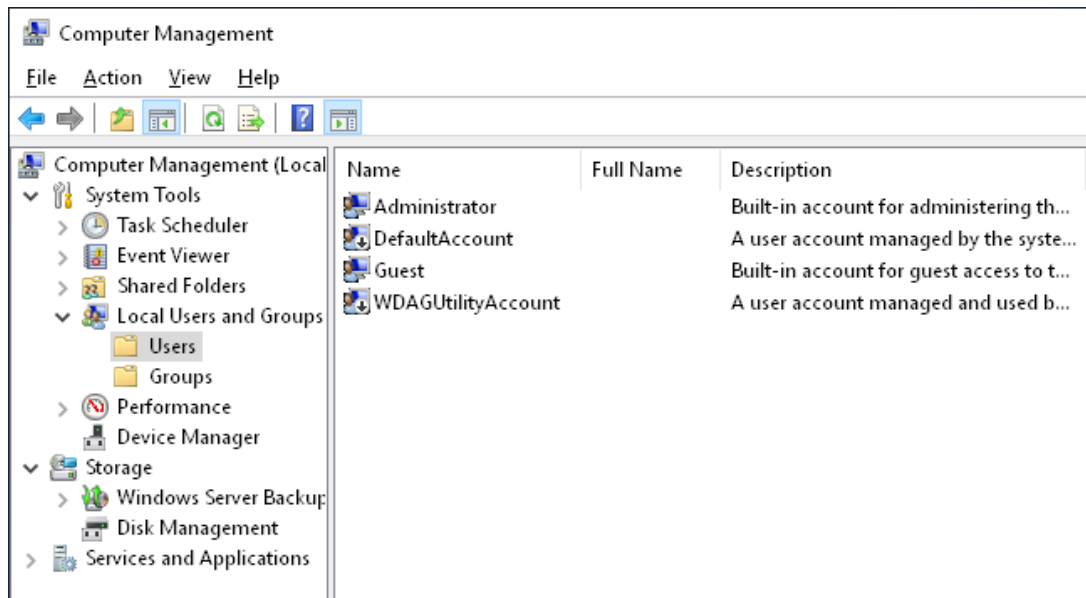 Computer Management
File Action View Help
Computer Management (Local
System Tools
Task Scheduler
Event Viewer
Shared Folders
Local Users and Groups
Users
Groups
Performance
Device Manager
Storage
Windows Server Backup
Disk Management
Services and Applications
Name Full Name Description
Administrator Built-in account for administering th...
DefaultAccount A user account managed by the syste...
Guest Built-in account for guest access to t...
WDAGUtilityAccount A user account managed and used b...